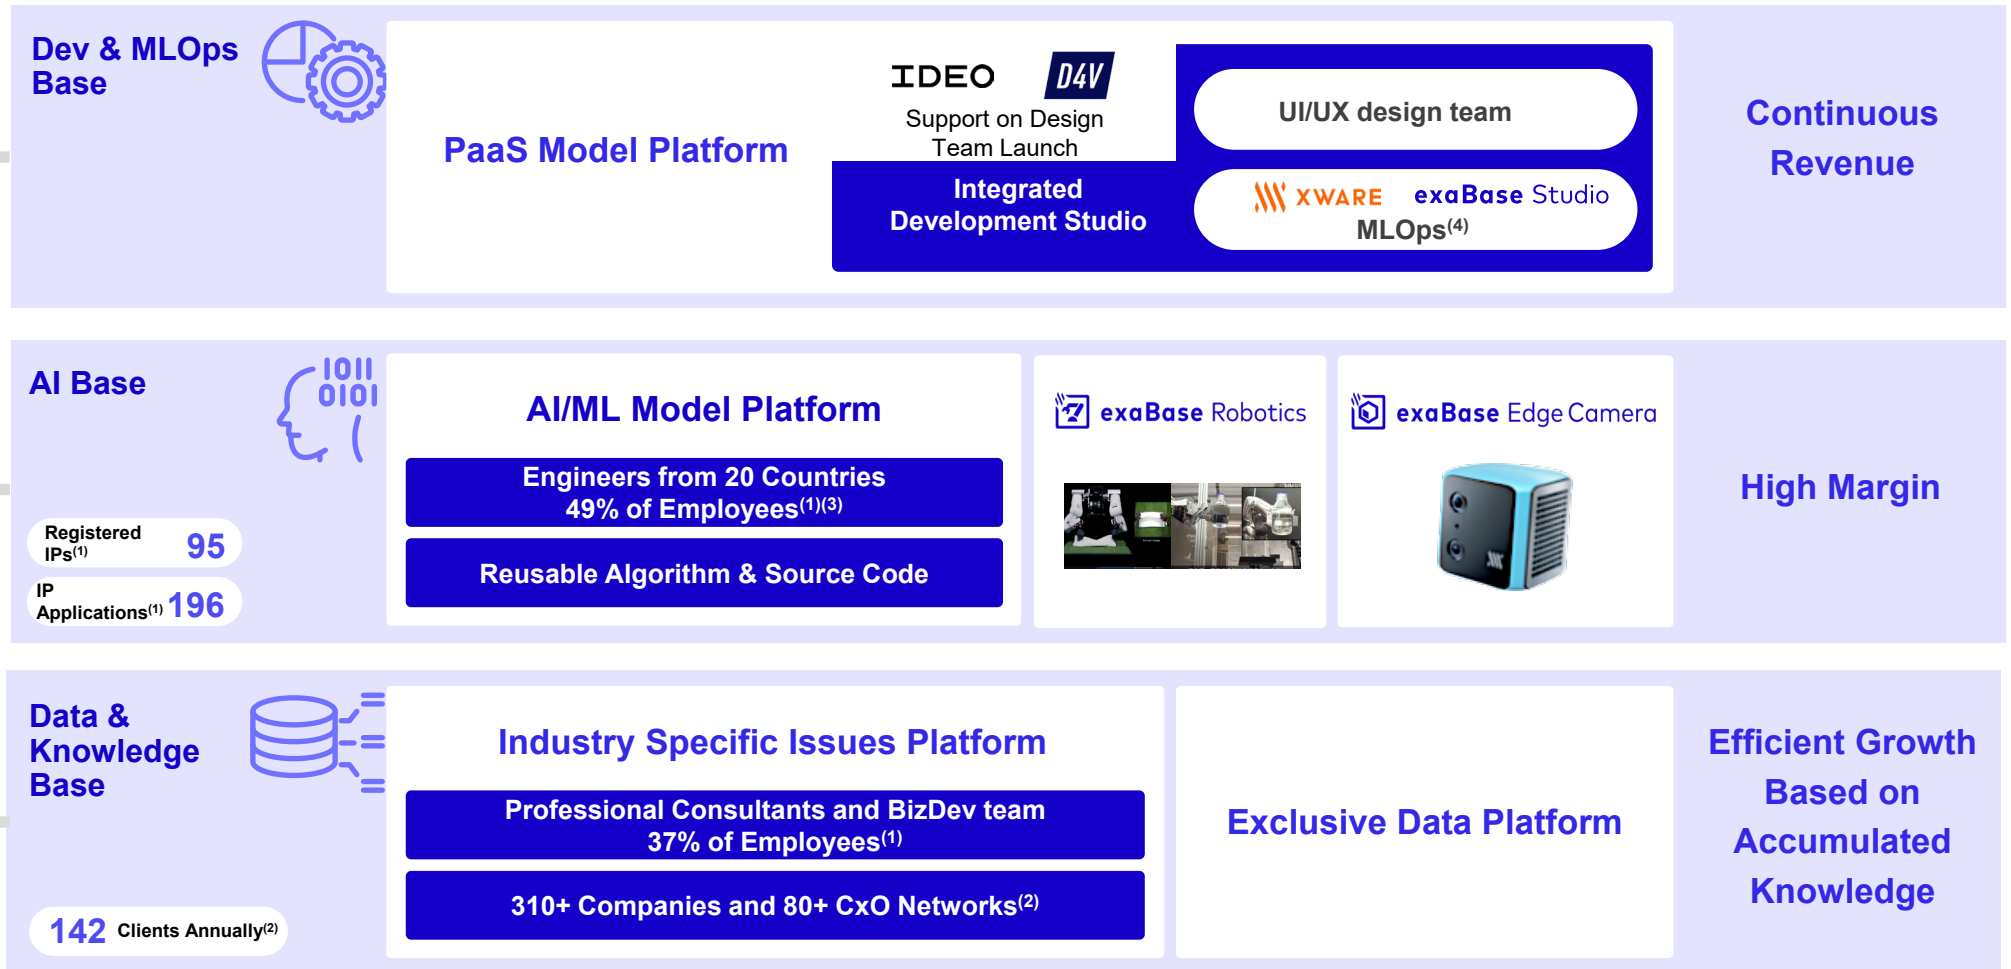 Dev & MLOps
Base
PaaS Model Platform
IDEO
D4V
Support on Design
Team Launch
Integrated
Development Studio
UI/UX design team
XWARE
exaBase Studio
MLOps(4)
Continuous
Revenue
AI Base
1011
0101
Registered
IPs(1)
95
IP
Applications(1)
196
AI/ML Model Platform
Engineers from 20 Countries
49% of Employees(1)(3)
Reusable Algorithm & Source Code
exaBase Robotics
exaBase Edge Camera
High Margin
Data &
Knowledge
Base
142 Clients Annually(2)
Industry Specific Issues Platform
Professional Consultants and BizDev team
37% of Employees(1)
310+ Companies and 80+ CxO Networks(2)
Exclusive Data Platform
Efficient Growth
Based on
Accumulated
Knowledge